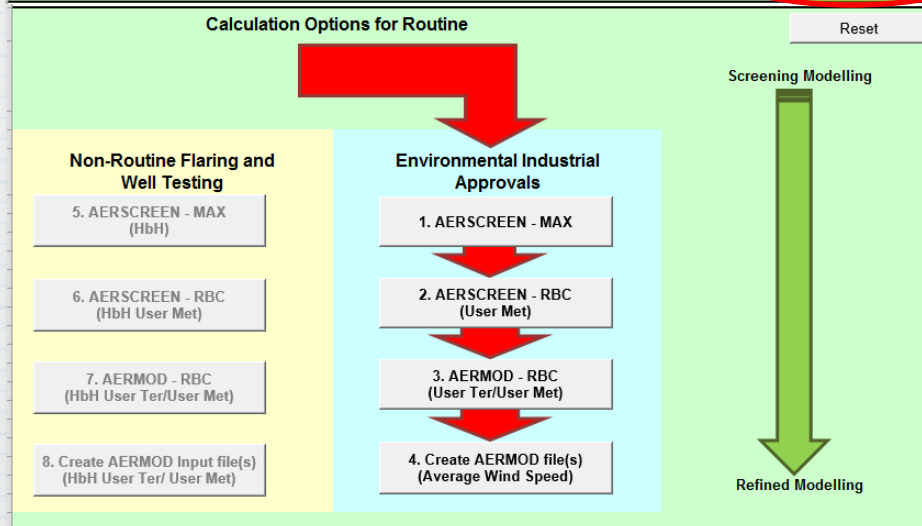 Calculation Options for Routine
Reset
Screening Modelling
Non-Routine Flaring and
Well Testing
5. AERSCREEN - MAX
(HbH)
6. AERSCREEN - RBC
(HbH User Met)
7. AERMOD - RBC
(HbH User Ter/User Met)
8. Create AERMOD Input file(s)
(HbH User Ter/ User Met)
Environmental Industrial
Approvals
1. AERSCREEN - MAX
2. AERSCREEN - RBC
(User Met)
3. AERMOD - RBC
(User Ter/User Met)
4. Create AERMOD file(s)
(Average Wind Speed)
Refined Modelling